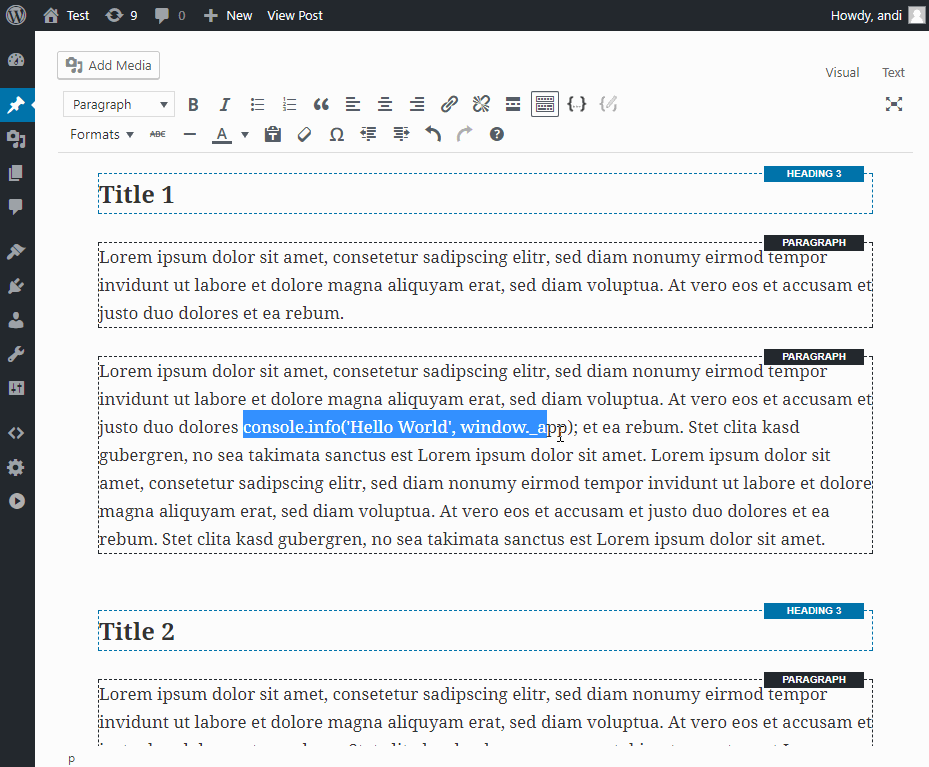 Test 9 0 New View Post Howdy, andi
Add Media
Visual Text
Paragraph B I
Formats ABC A Ω
HEADING 3
Title 1
PARAGRAPH
Lorem ipsum dolor sit amet, consetetur sadipscing elitr, sed diam nonumy eirmod tempor
invidunt ut labore et dolore magna aliquyam erat, sed diam voluptua. At vero eos et accusam et
justo duo dolores et ea rebum.
PARAGRAPH
Lorem ipsum dolor sit amet, consetetur sadipscing elitr, sed diam nonumy eirmod tempor
invidunt ut labore et dolore magna aliquyam erat, sed diam voluptua. At vero eos et accusam et
justo duo dolores console.info('Hello World', window._app); et ea rebum. Stet clita kasd
gubergren, no sea takimata sanctus est Lorem ipsum dolor sit amet. Lorem ipsum dolor sit
amet, consetetur sadipscing elitr, sed diam nonumy eirmod tempor invidunt ut labore et dolore
magna aliquyam erat, sed diam voluptua. At vero eos et accusam et justo duo dolores et ea
rebum. Stet clita kasd gubergren, no sea takimata sanctus est Lorem ipsum dolor sit amet.
HEADING 3
Title 2
PARAGRAPH
Lorem ipsum dolor sit amet, consetetur sadipscing elitr, sed diam nonumy eirmod tempor
invidunt ut labore et dolore magna aliquyam erat, sed diam voluptua. At vero eos et accusam et
p